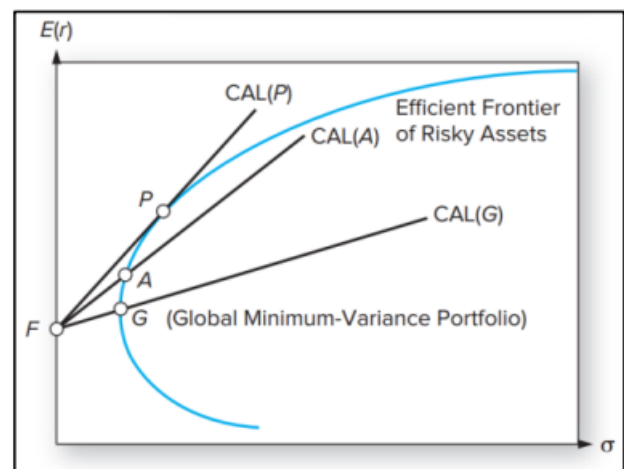 E(r)
CAL(P)
Efficient Frontier
of Risky Assets
CAL(A)
P
CAL(G)
A
G (Global Minimum-Variance Portfolio)
F
σ